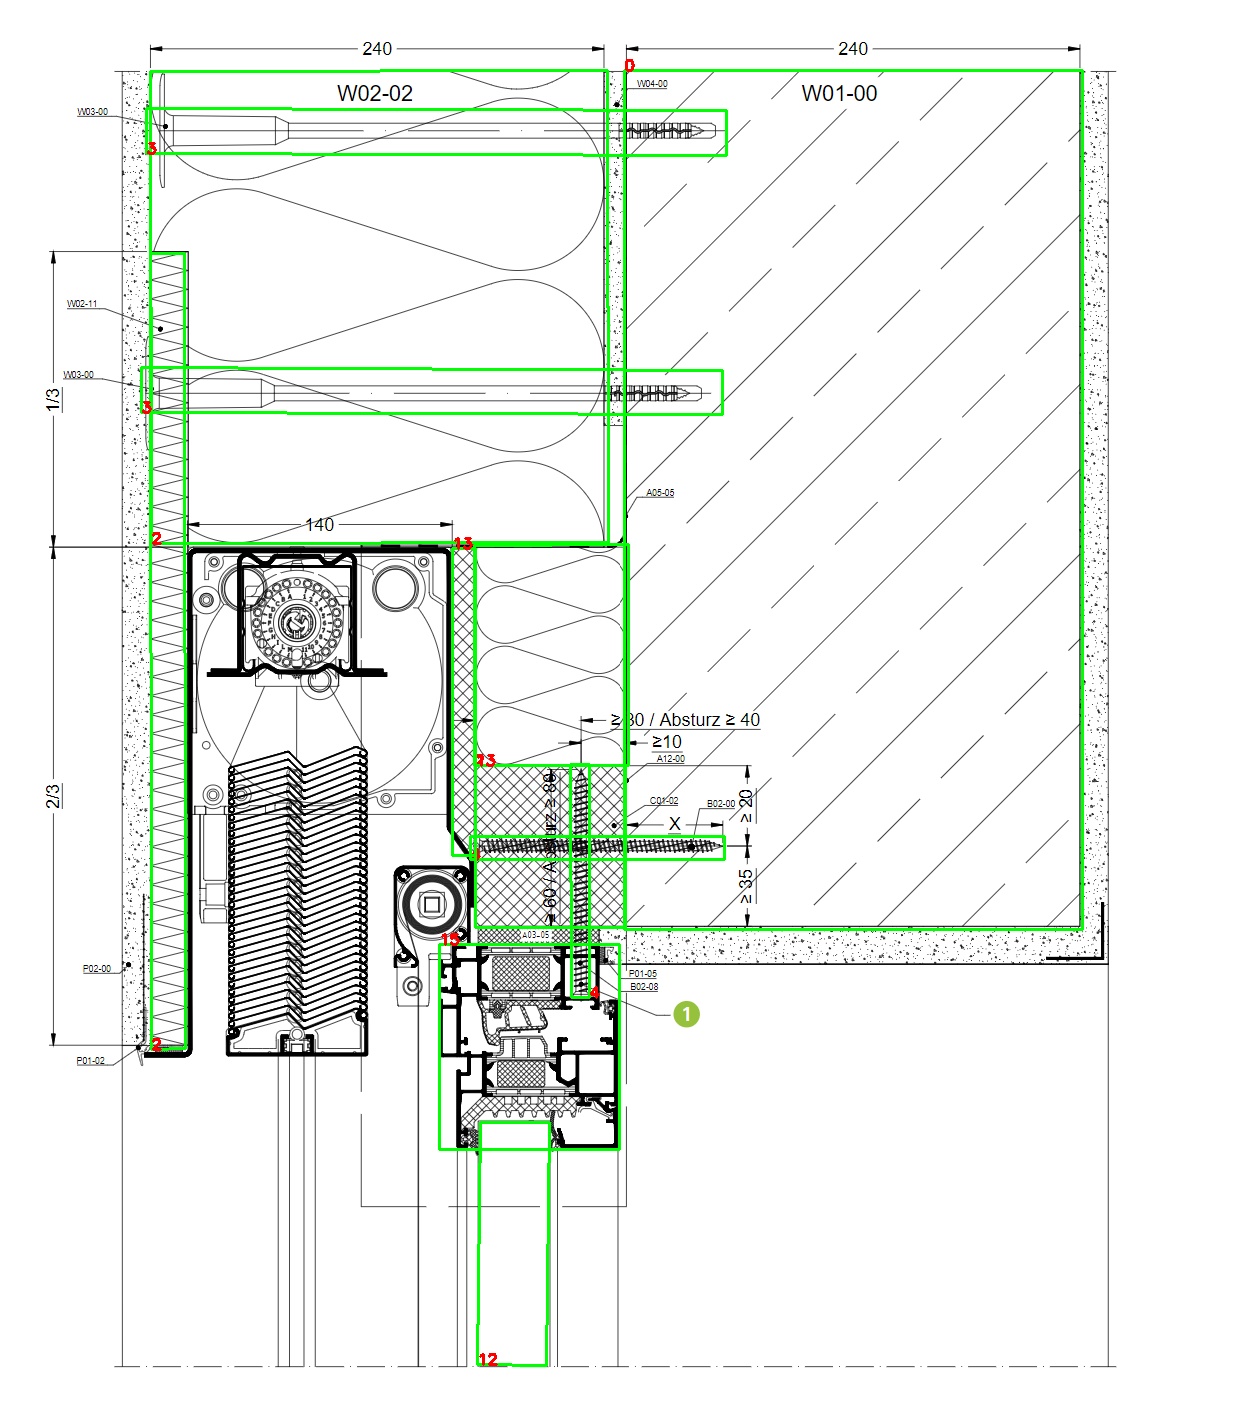 240
240
0
W02-02
W04-00
W01-00
W03-00
3
W02-11
W03-00
3
1/3
A05-05
140
2
13
≥ 30 / Absturz ≥ 40
≥10
A12-00
13
C01-02
B02-00
2/3
≥ 60 / Absturz ≥ 80
X
≥ 20
≥ 35
A03-05
15
P02-00
P01-05
B02-08
4
1
2
P01-02
12